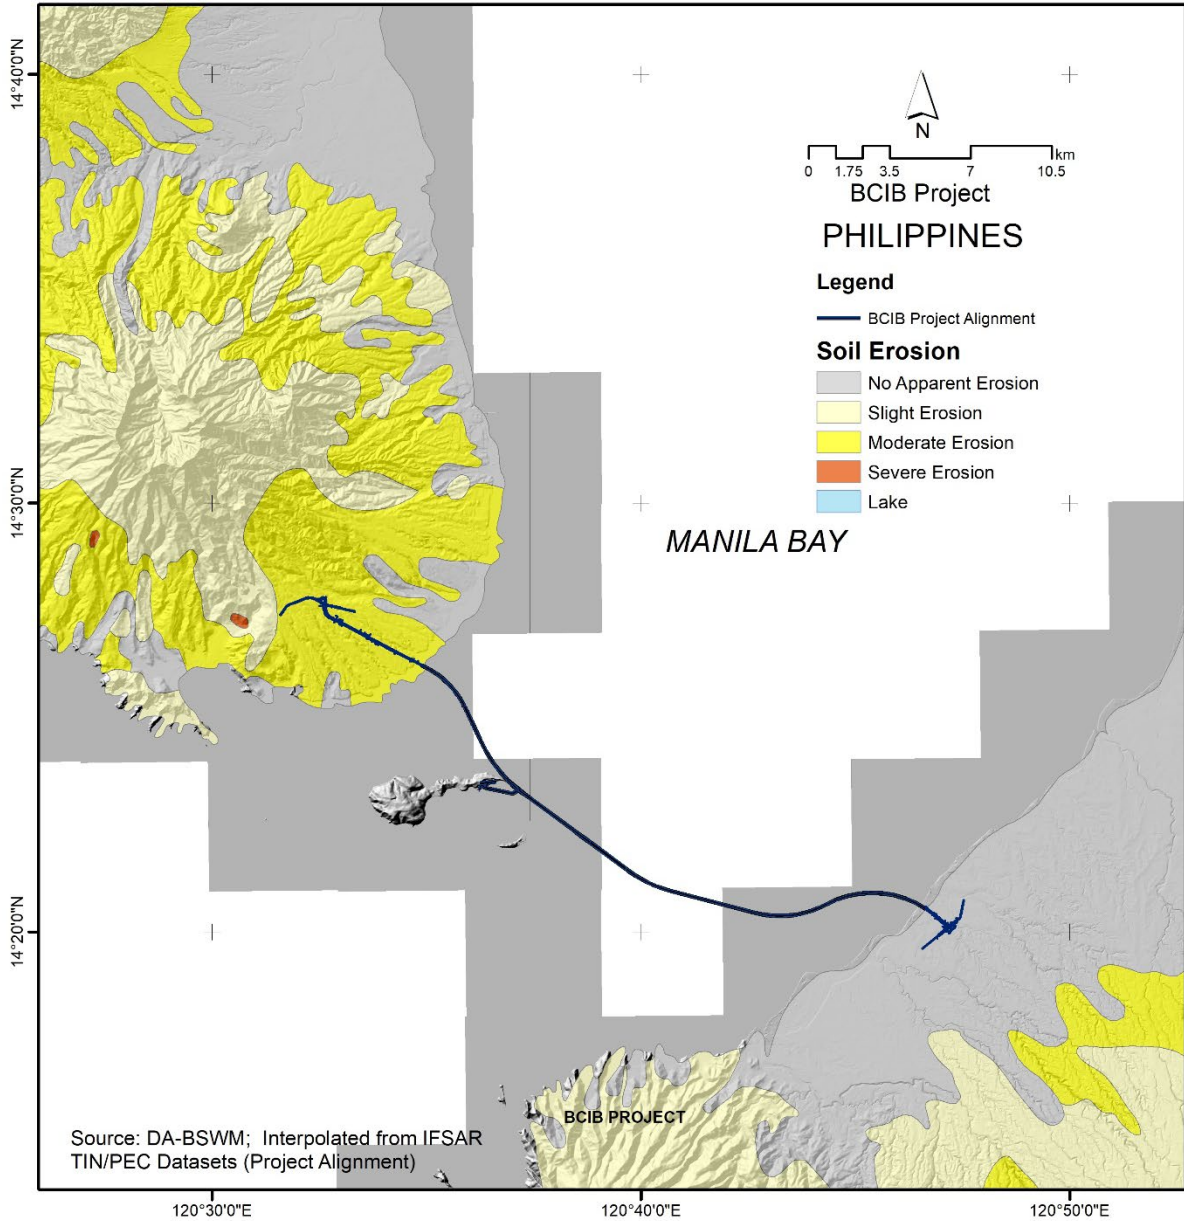 14°40'0"N
N
km
0 1.75 3.5 7 10.5
BCIB Project
PHILIPPINES
Legend
BCIB Project Alignment
Soil Erosion
No Apparent Erosion
Slight Erosion
Moderate Erosion
Severe Erosion
Lake
14°30'0"N
MANILA BAY
14°20'0"N
BCIB PROJECT
Source: DA-BSWM; Interpolated from IFSAR
TIN/PEC Datasets (Project Alignment)
120°30'0"E 120°40'0"E 120°50'0"E